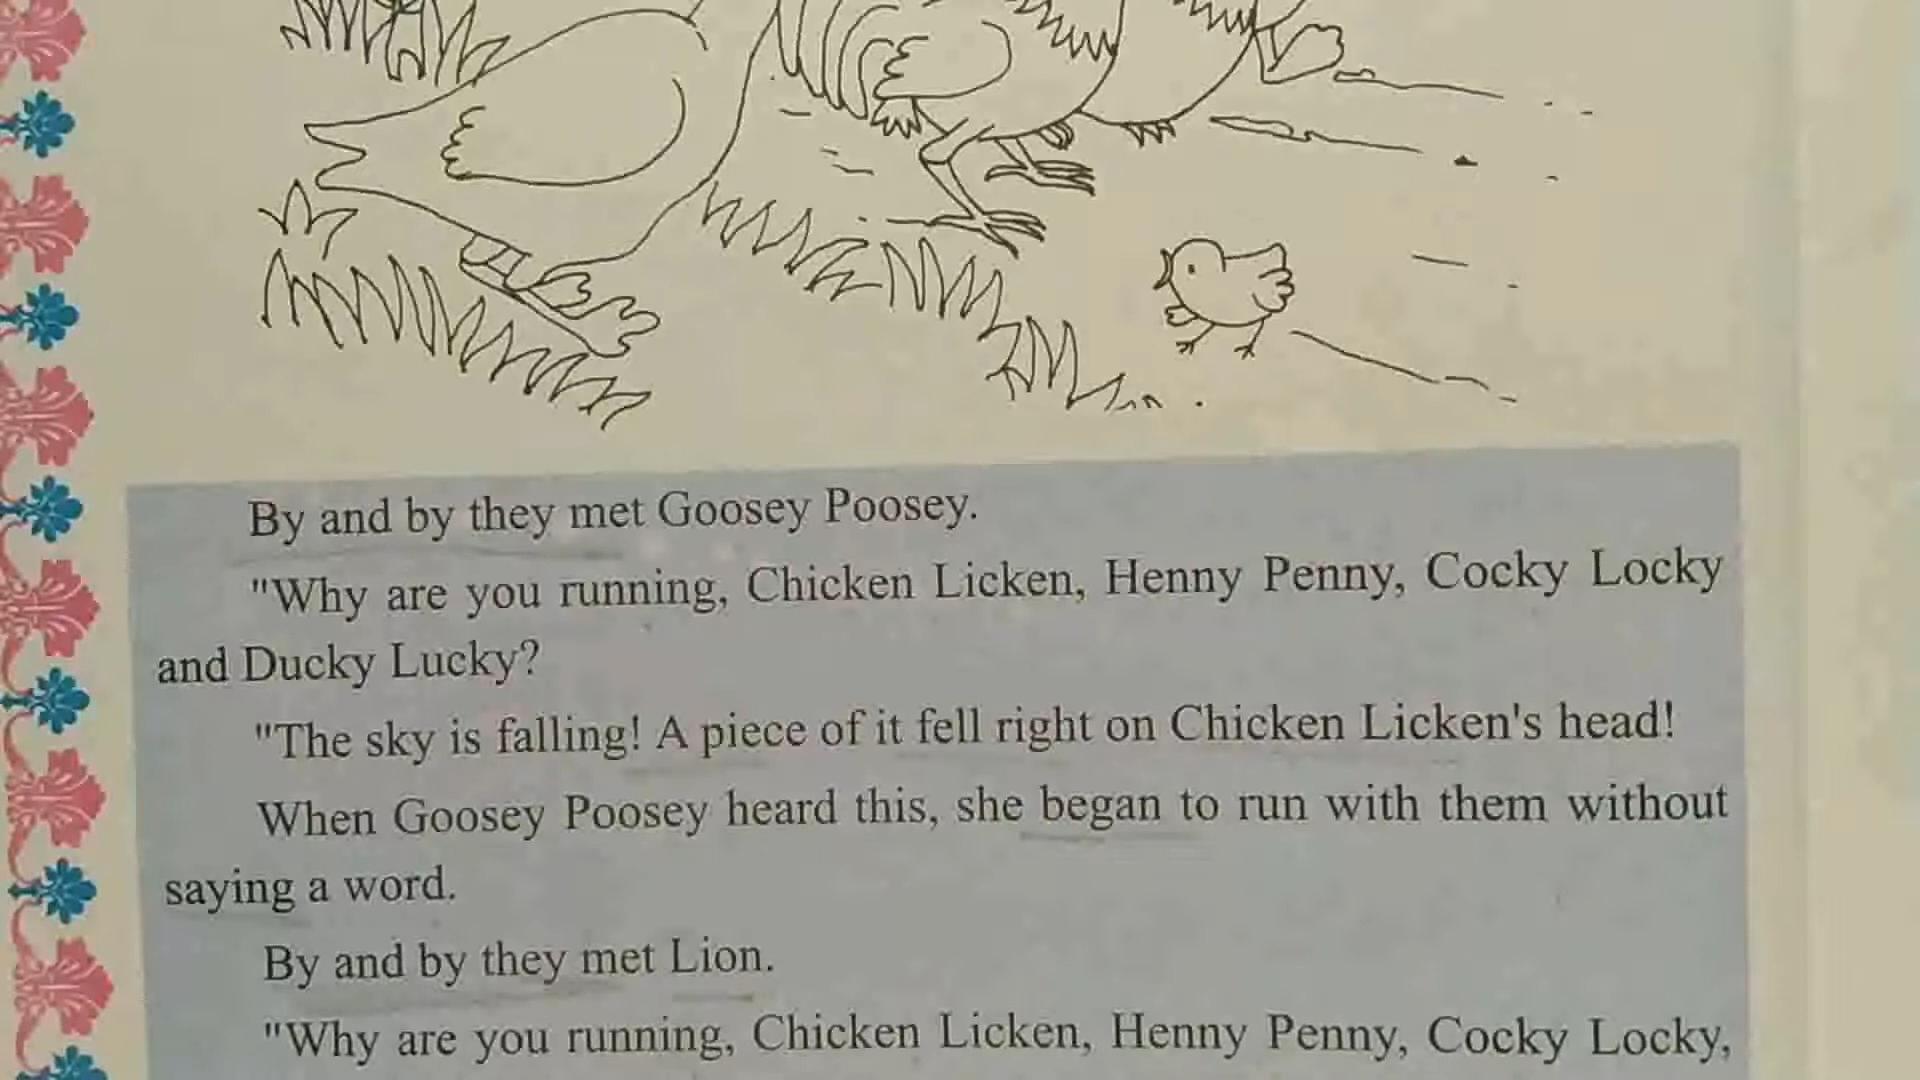 By and by they met Goosey Poosey.
"Why are you running, Chicken Licken, Henny Penny, Cocky Locky
and Ducky Lucky?
"The sky is falling! A piece of it fell right on Chicken Licken's head!
When Goosey Poosey heard this, she began to run with them without
saying a word.
By and by they met Lion.
"Why are you running, Chicken Licken, Henny Penny, Cocky Locky,